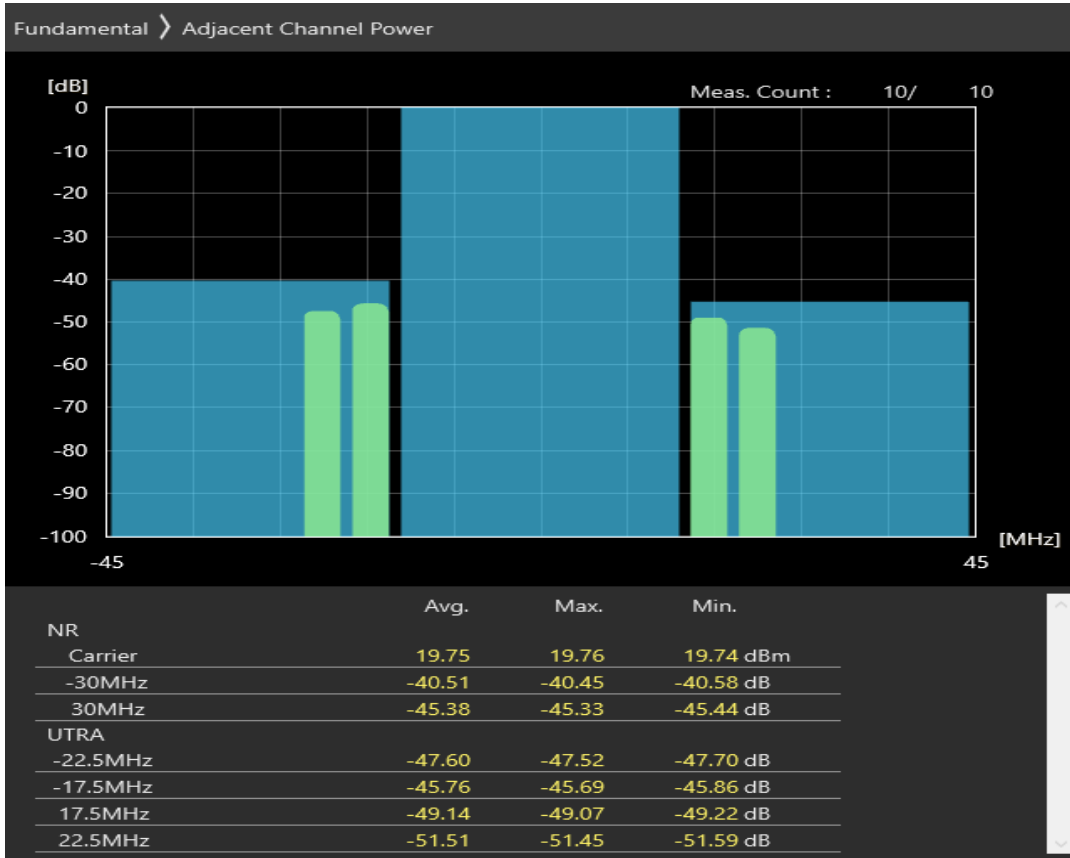 Fundamental ❭ Adjacent Channel Power
[dB]
Meas. Count : 10/ 10
0
-10
-20
-30
-40
-50
-60
-70
-80
-90
-100
[MHz]
-45 45
Avg. Max. Min.
NR
Carrier 19.75 19.76 19.74 dBm
-30MHz -40.51 -40.45 -40.58 dB
30MHz -45.38 -45.33 -45.44 dB
UTRA
-22.5MHz -47.60 -47.52 -47.70 dB
-17.5MHz -45.76 -45.69 -45.86 dB
17.5MHz -49.14 -49.07 -49.22 dB
22.5MHz -51.51 -51.45 -51.59 dB